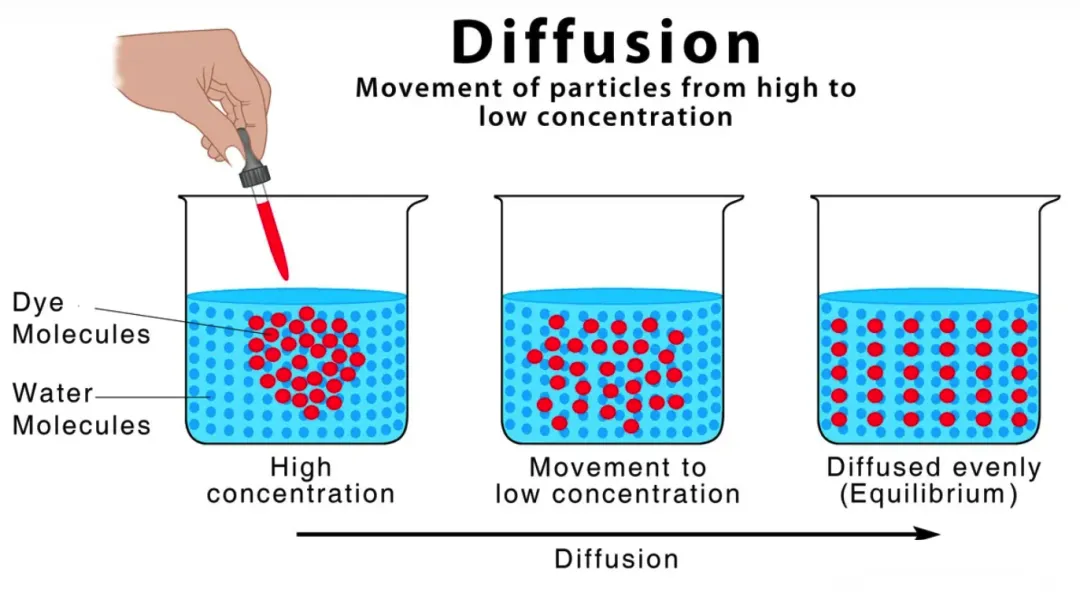 Diffusion
Movement of particles from high to
low concentration
Dye
Molecules
Water
Molecules
High
concentration
Movement to
low concentration
Diffused evenly
(Equilibrium)
Diffusion